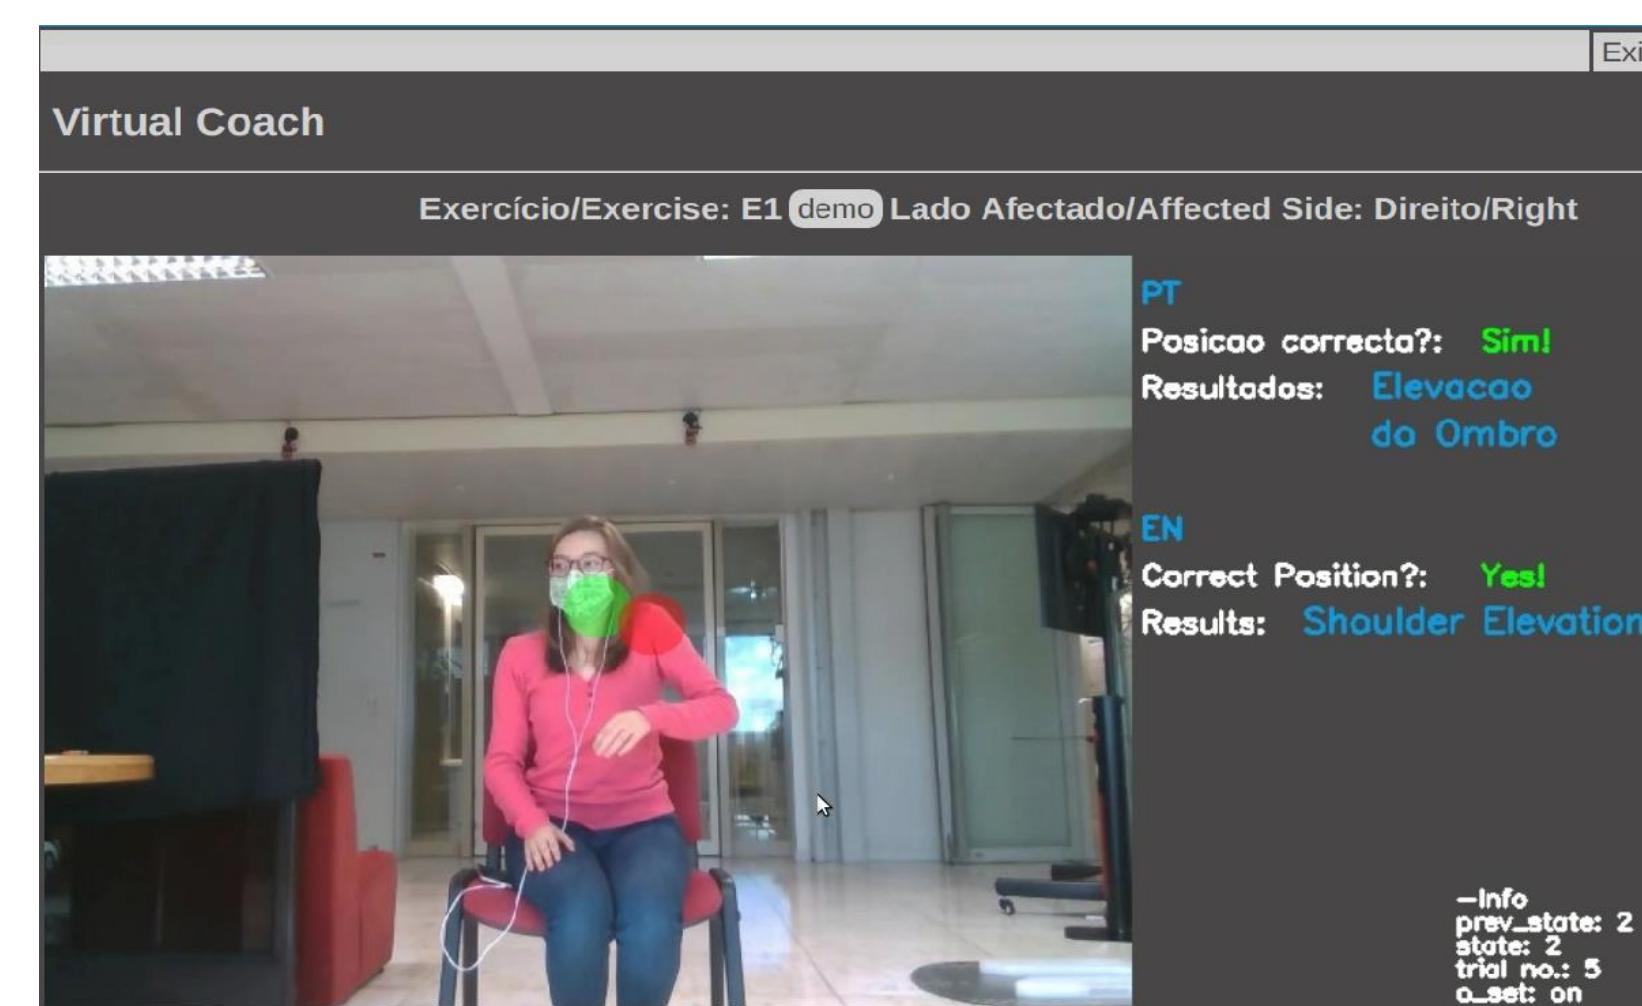 Exi
Virtual Coach
Exercício/Exercise: E1 demo Lado Afectado/Affected Side: Direito/Right
PT
Posicao correcta?: Sim!
Resultados: Elevacao
do Ombro
EN
Correct Position?: Yes!
Results: Shoulder Elevation
-Info
prev_state: 2
state: 2
trial no.: 5
o_set: on